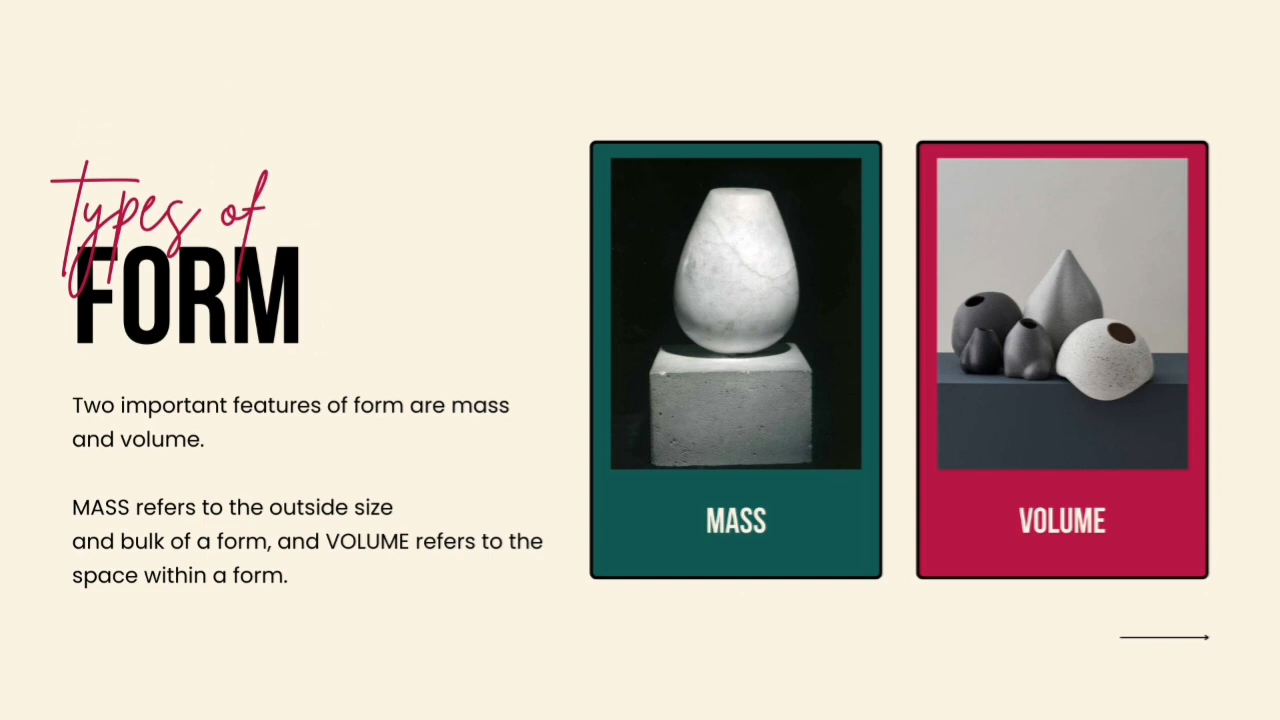 types of
FORM
Two important features of form are mass
and volume.
MASS refers to the outside size
and bulk of a form, and VOLUME refers to the
space within a form.
MASS
VOLUME